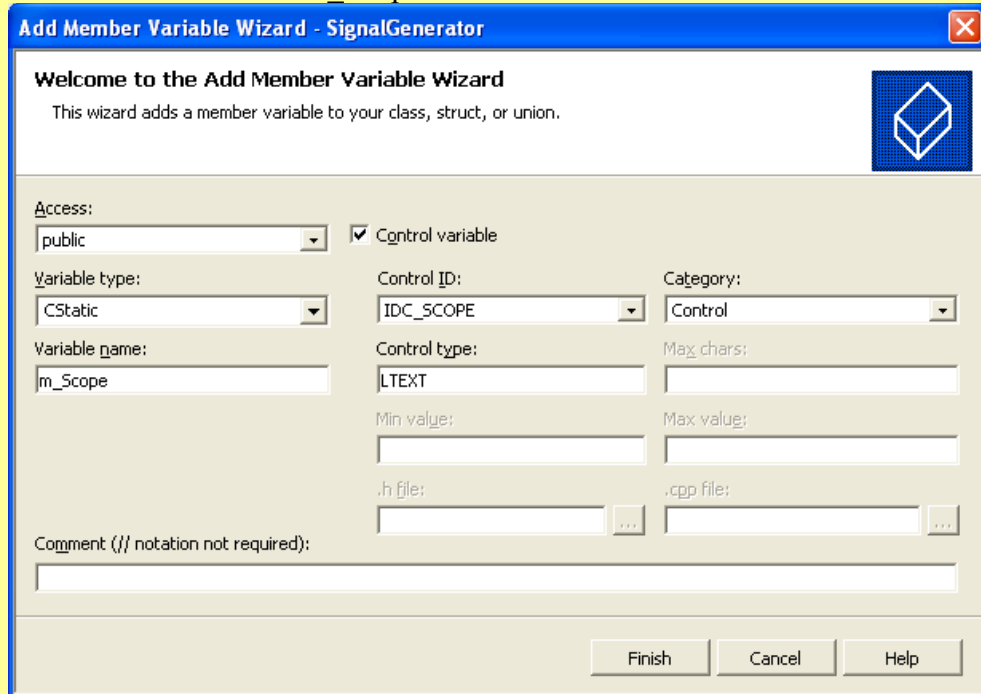 Add Member Variable Wizard - SignalGenerator
Welcome to the Add Member Variable Wizard
This wizard adds a member variable to your class, struct, or union.
Access:
public
Control variable
Variable type:
Control ID:
Category:
CStatic
IDC_SCOPE
Control
Variable name:
Control type:
Max chars:
m_Scope
LTEXT
Min value:
Max value:
.h file:
.cpp file:
...
...
Comment (// notation not required):
Finish
Cancel
Help